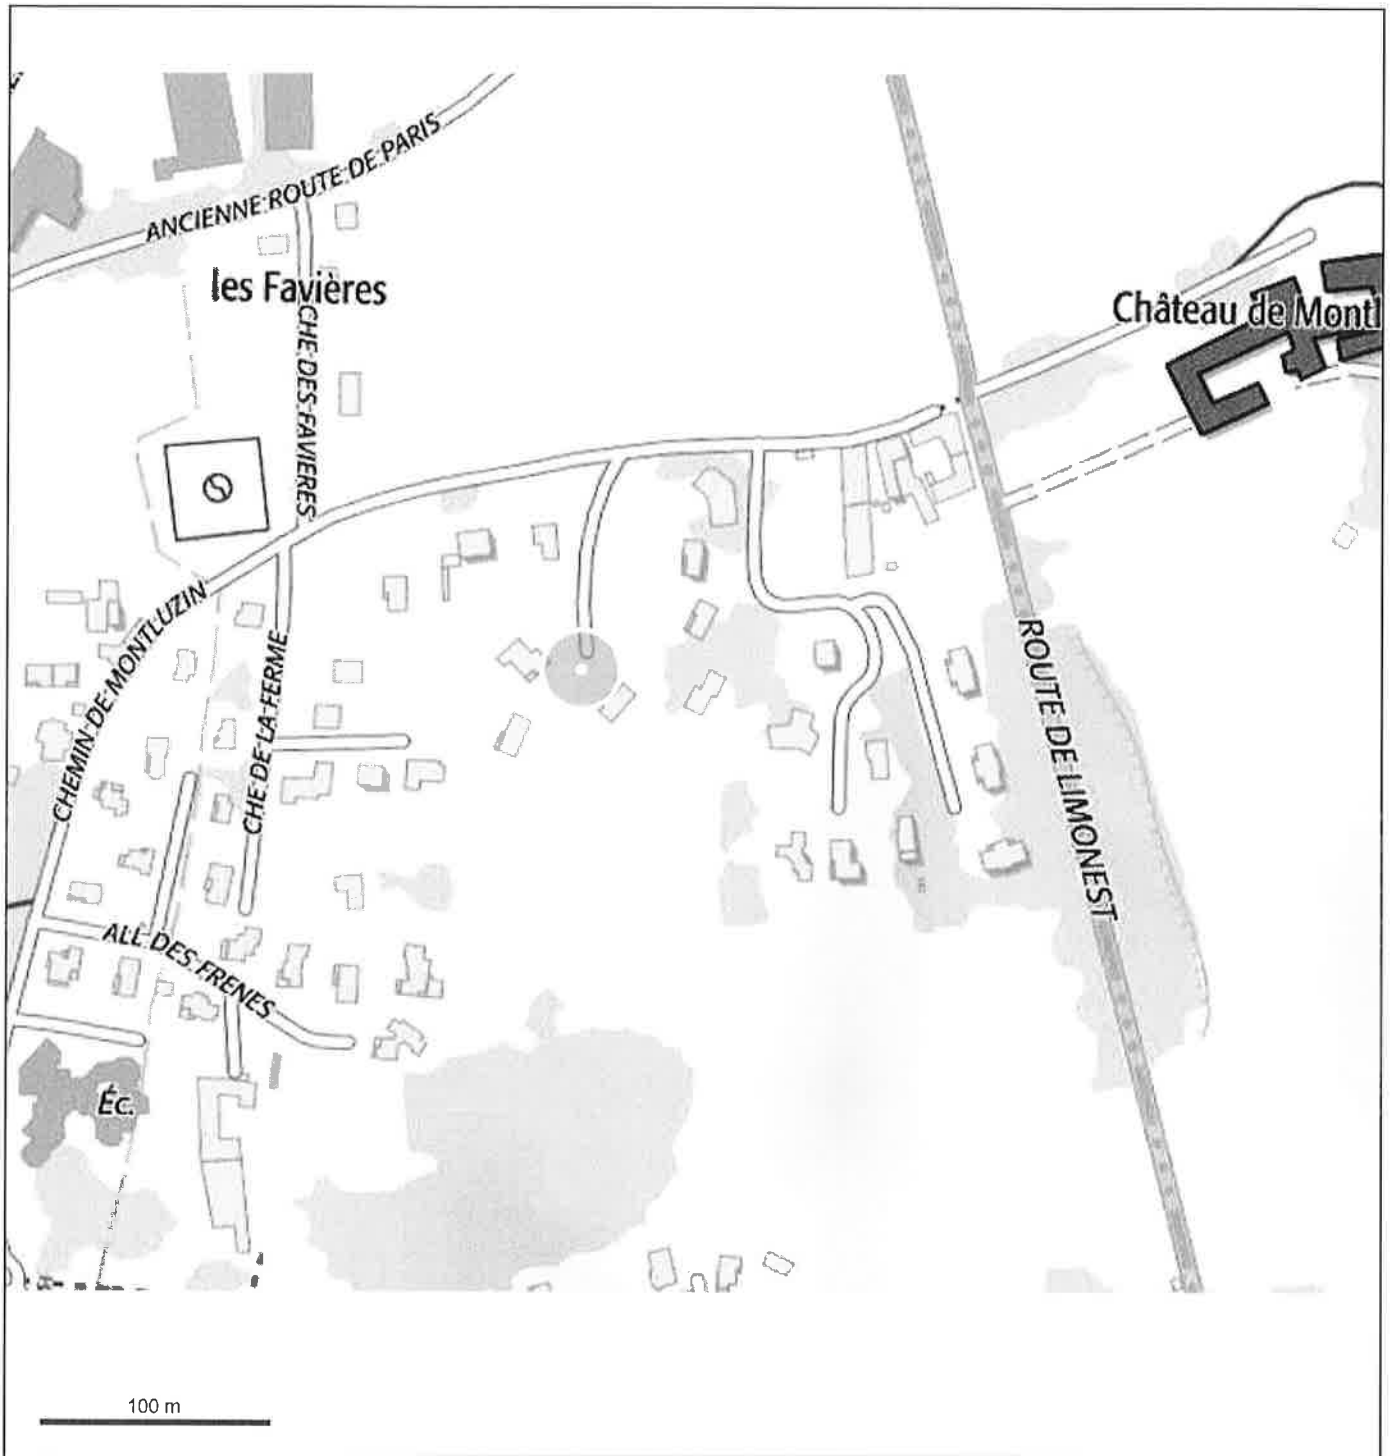 ANCIENNE ROUTE DE PARIS
les Favières
CHE DES FAVIERES
Château de Montl
CHEMIN DE MONTLUZIN
CHE DE LA FERME
ROUTE DE LIMONEST
ALL DES FRENES
Éc.
100 m